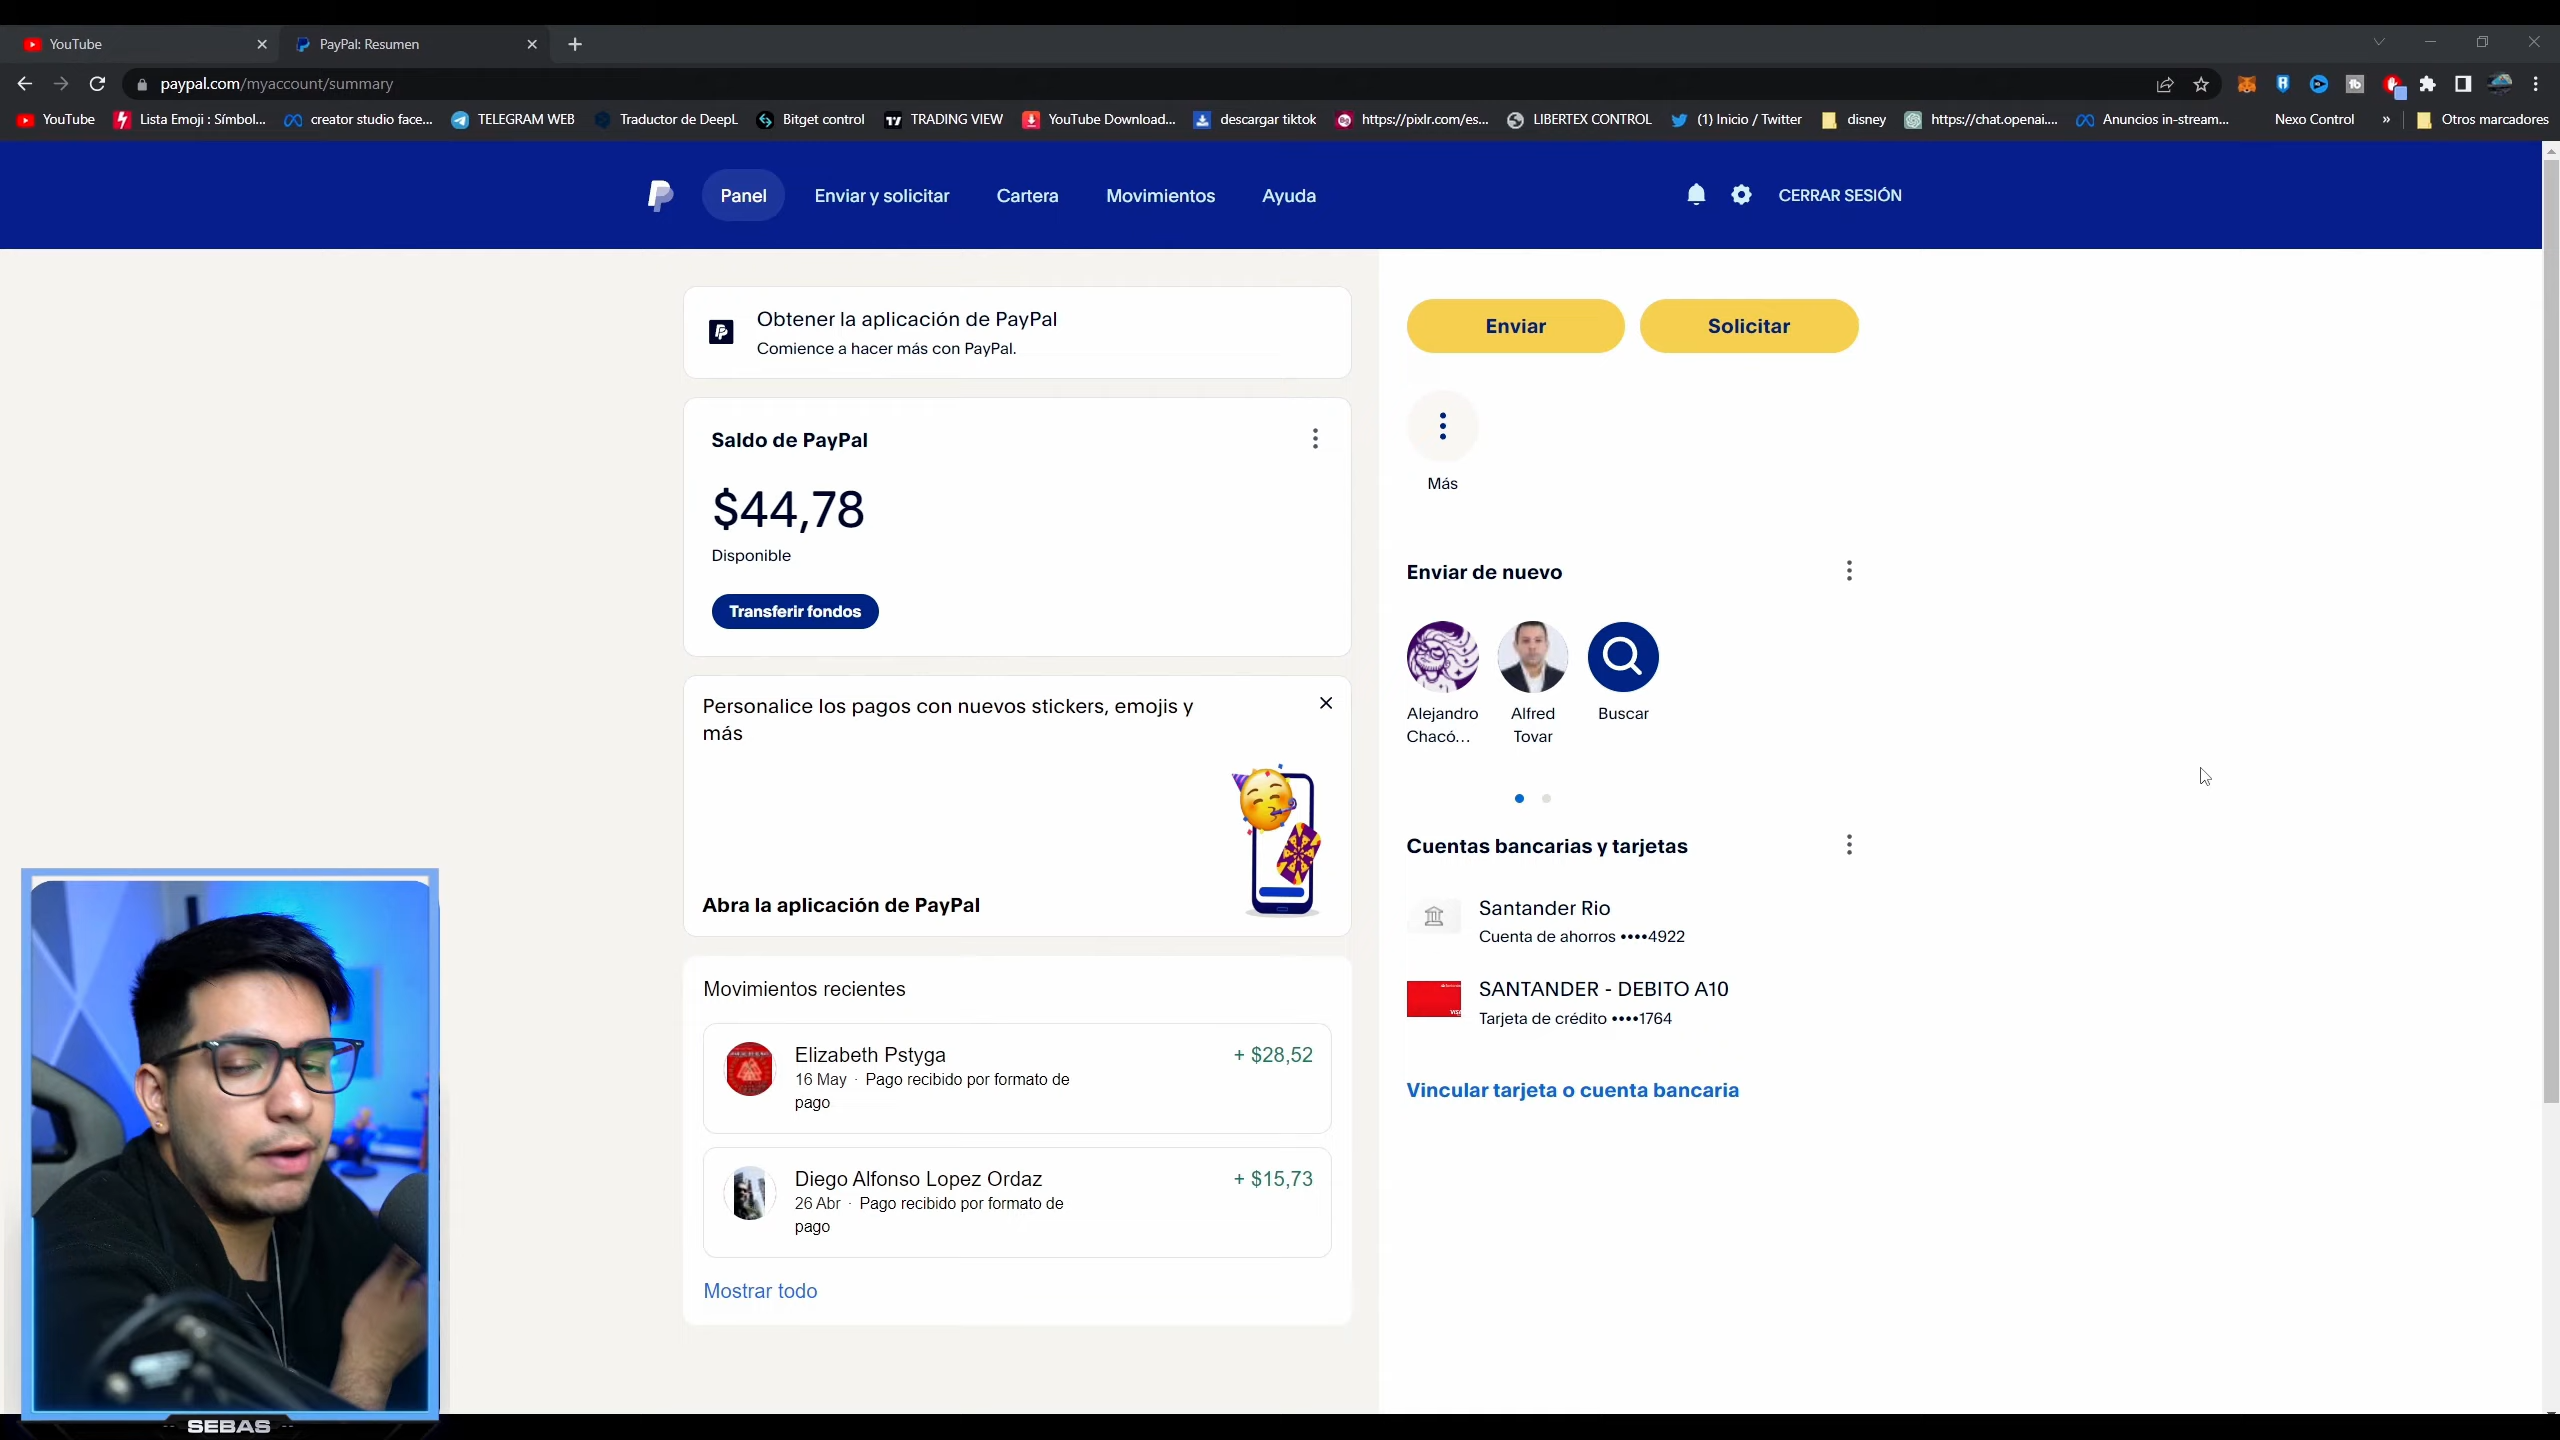 YouTube
PayPal: Resumen
paypal.com/myaccount/summary
YouTube
Lista Emoji : Símbol...
creator studio face...
TELEGRAM WEB
Traductor de DeepL
Bitget control
TRADING VIEW
YouTube Download...
descargar tiktok
https://pixlr.com/es...
LIBERTEX CONTROL
(1) Inicio / Twitter
disney
https://chat.openai....
Anuncios in-stream...
Nexo Control
»
Otros marcadores
Panel
Enviar y solicitar
Cartera
Movimientos
Ayuda
CERRAR SESIÓN
Obtener la aplicación de PayPal
Comience a hacer más con PayPal.
Saldo de PayPal
$44,78
Disponible
Transferir fondos
Personalice los pagos con nuevos stickers, emojis y
más
Abra la aplicación de PayPal
Movimientos recientes
Elizabeth Pstyga
+ $28,52
16 May · Pago recibido por formato de
pago
Diego Alfonso Lopez Ordaz
+ $15,73
26 Abr · Pago recibido por formato de
pago
Mostrar todo
Enviar
Solicitar
Más
Enviar de nuevo
Alejandro
Chacó...
Alfred
Tovar
Buscar
Cuentas bancarias y tarjetas
Santander Rio
Cuenta de ahorros ••••4922
SANTANDER - DEBITO A10
Tarjeta de crédito ••••1764
Vincular tarjeta o cuenta bancaria
SEBAS